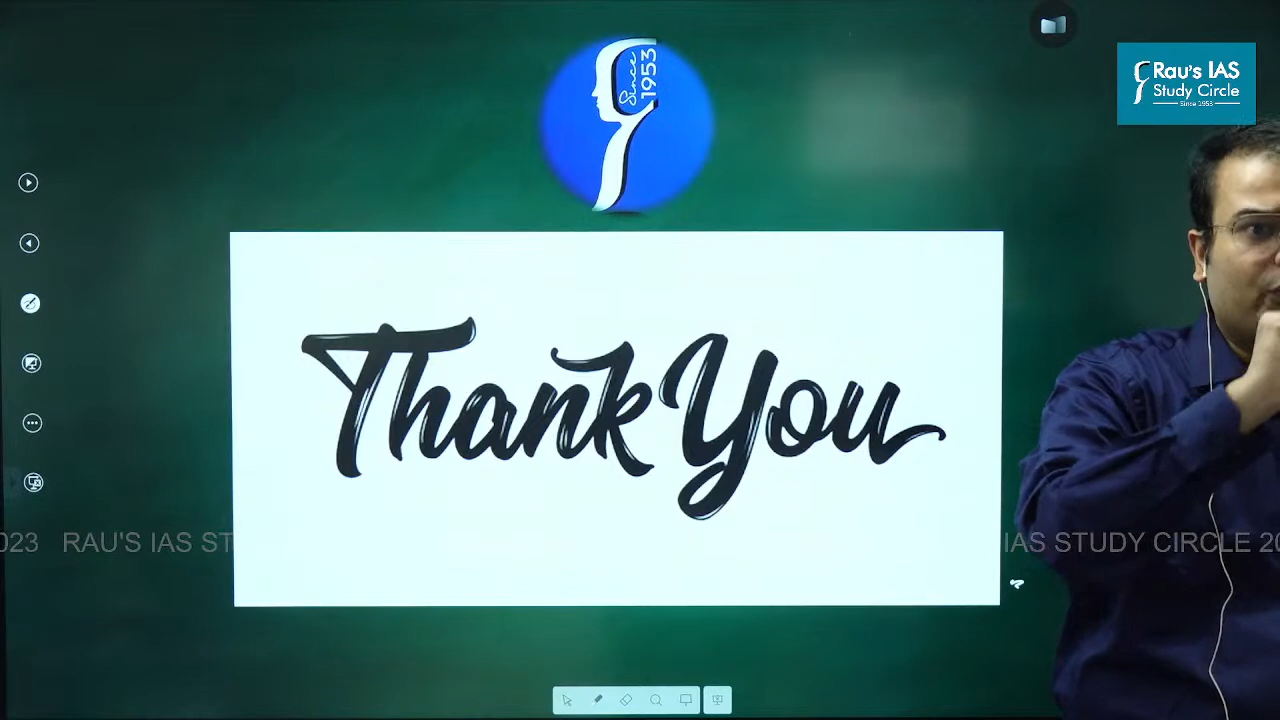 Since
1953
Rau's IAS
Study Circle
Since 1953
Thank You
023 RAU'S IAS ST
IAS STUDY CIRCLE 20